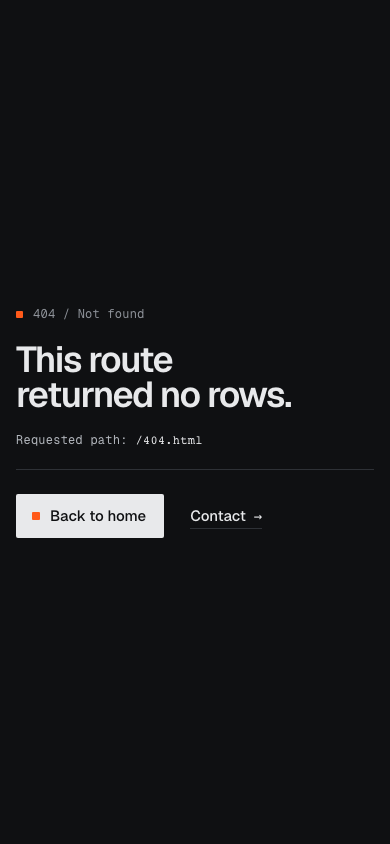 404 / Not found
This route
returned no rows.
Requested path: /404.html
Back to home
Contact →